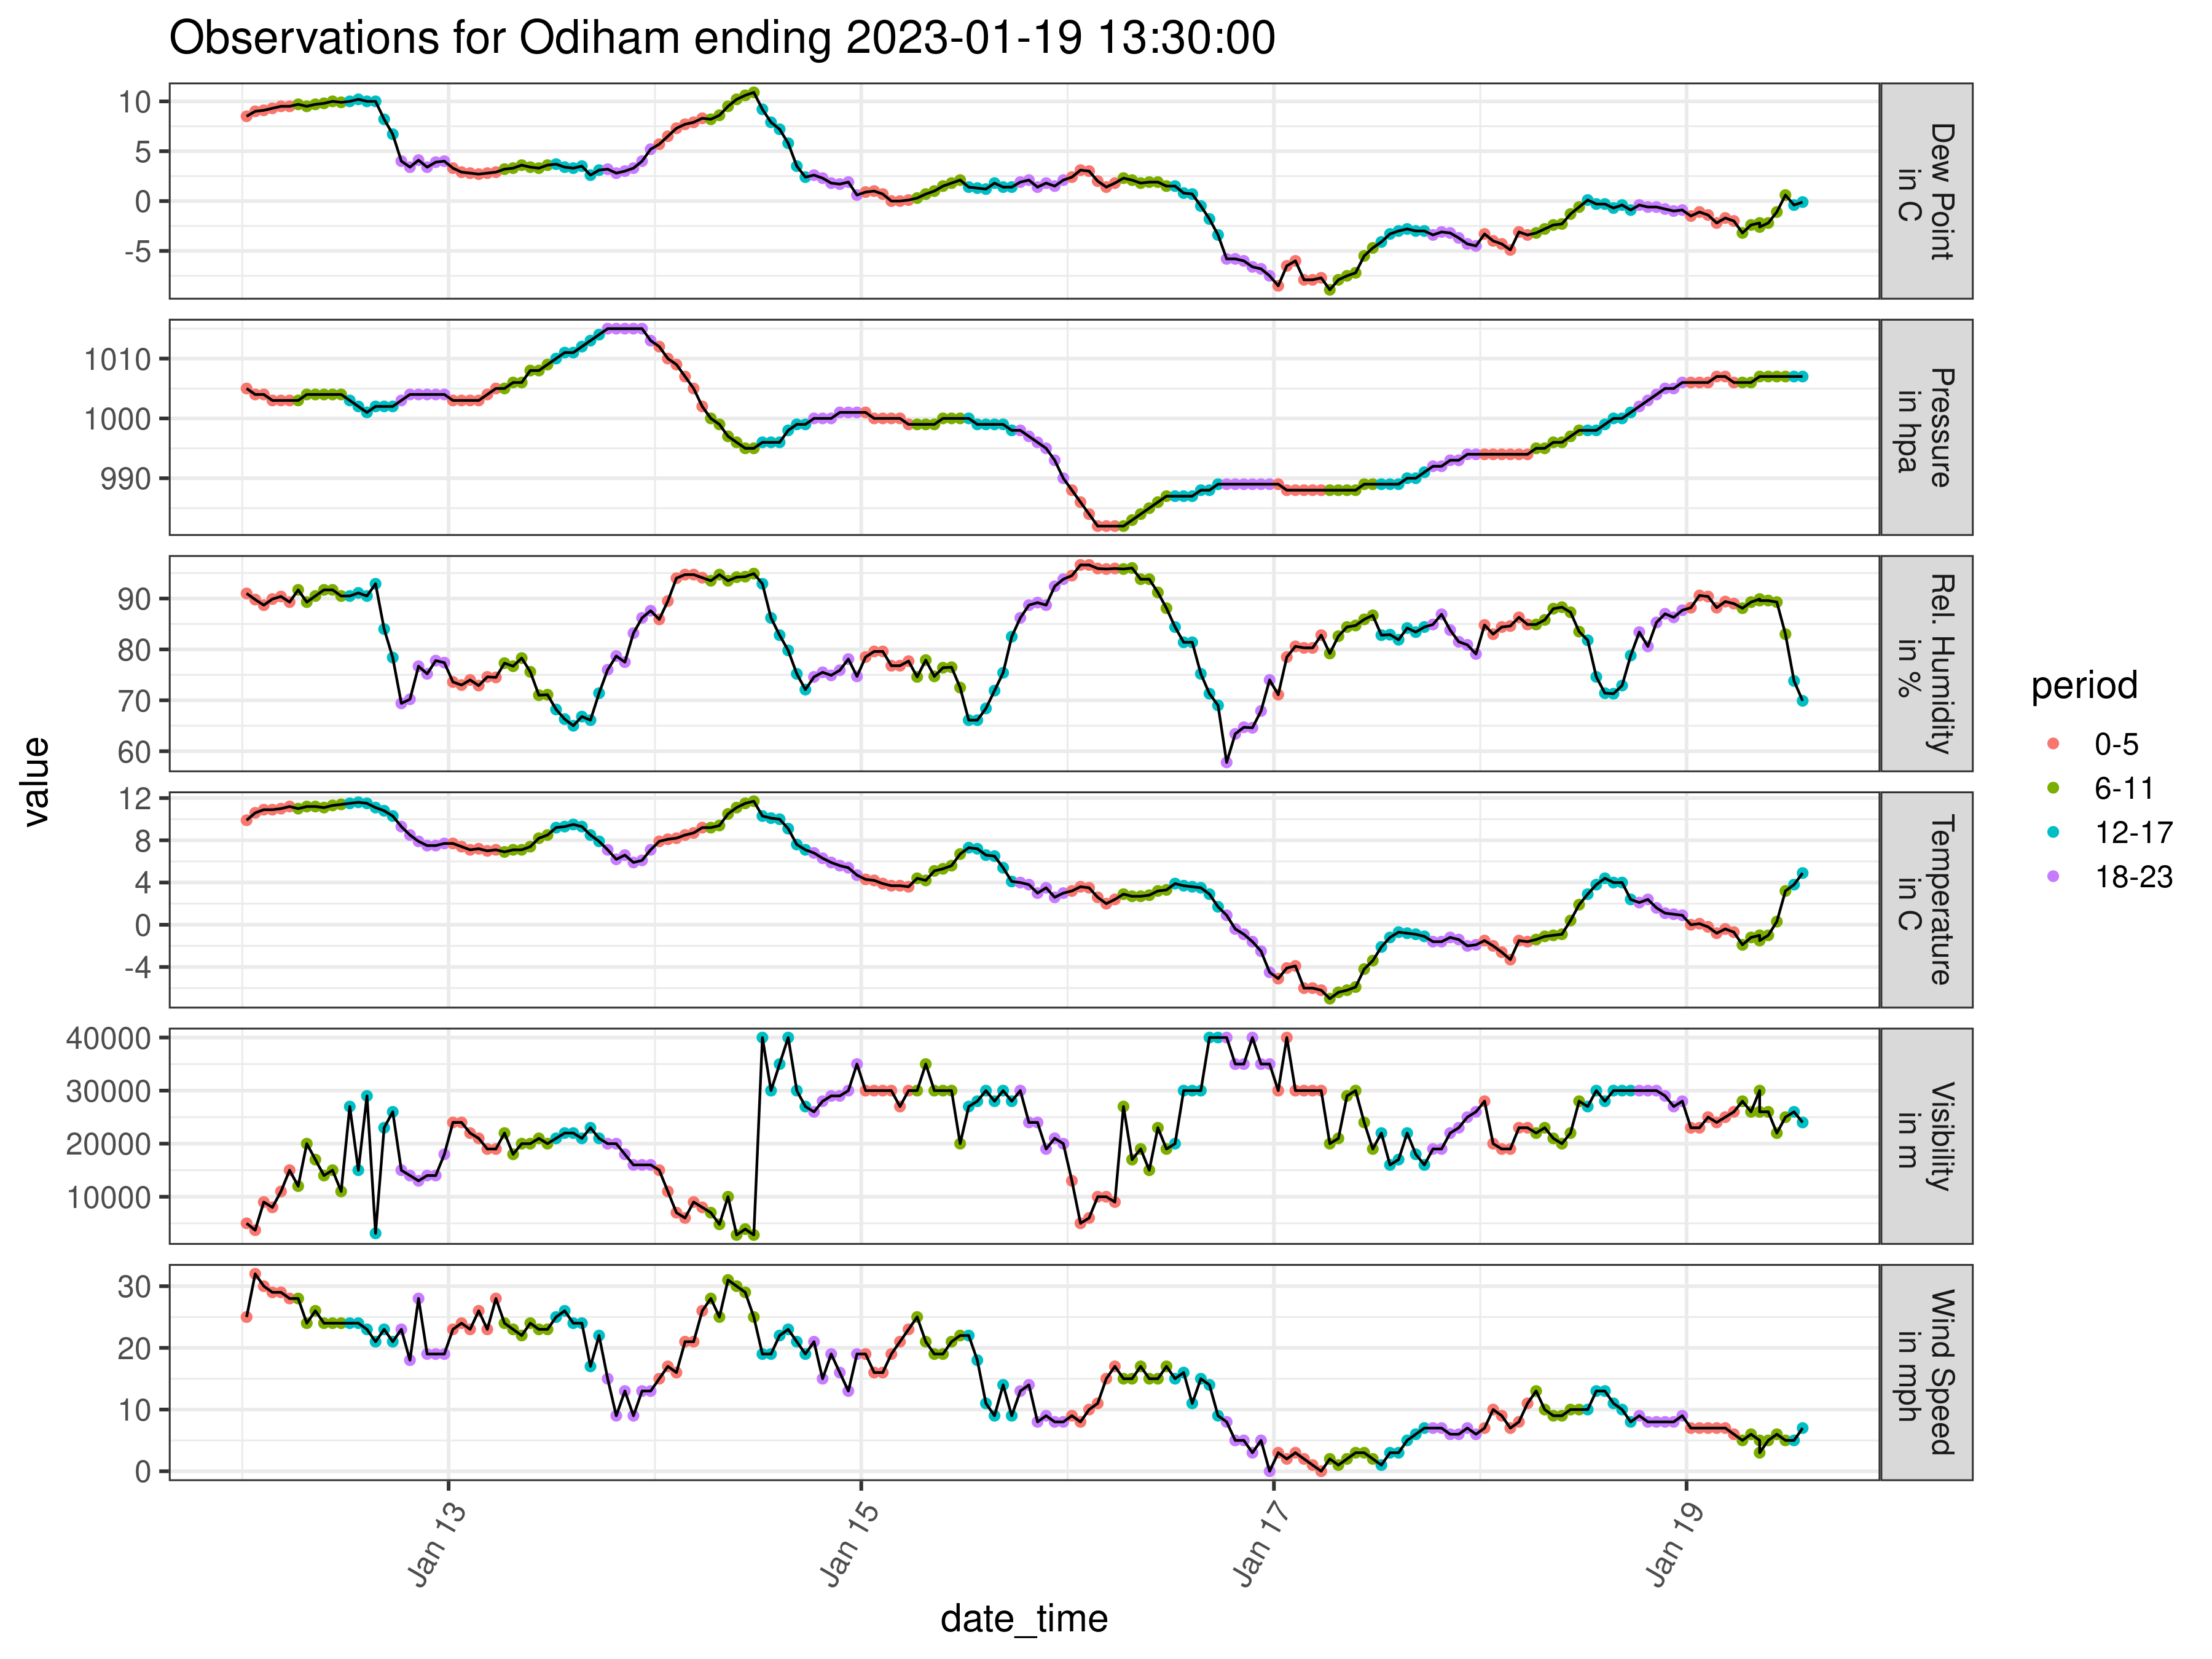 Observations for Odiham ending 2023-01-19 13:30:00
value
10
5
0
-5
Dew Point
in C
1010
1000
990
Pressure
in hpa
90
80
70
60
Rel. Humidity
in %
12
8
4
0
-4
Temperature
in C
40000
30000
20000
10000
Visibility
in m
30
20
10
0
Wind Speed
in mph
Jan 13
Jan 15
Jan 17
Jan 19
date_time
period
0-5
6-11
12-17
18-23